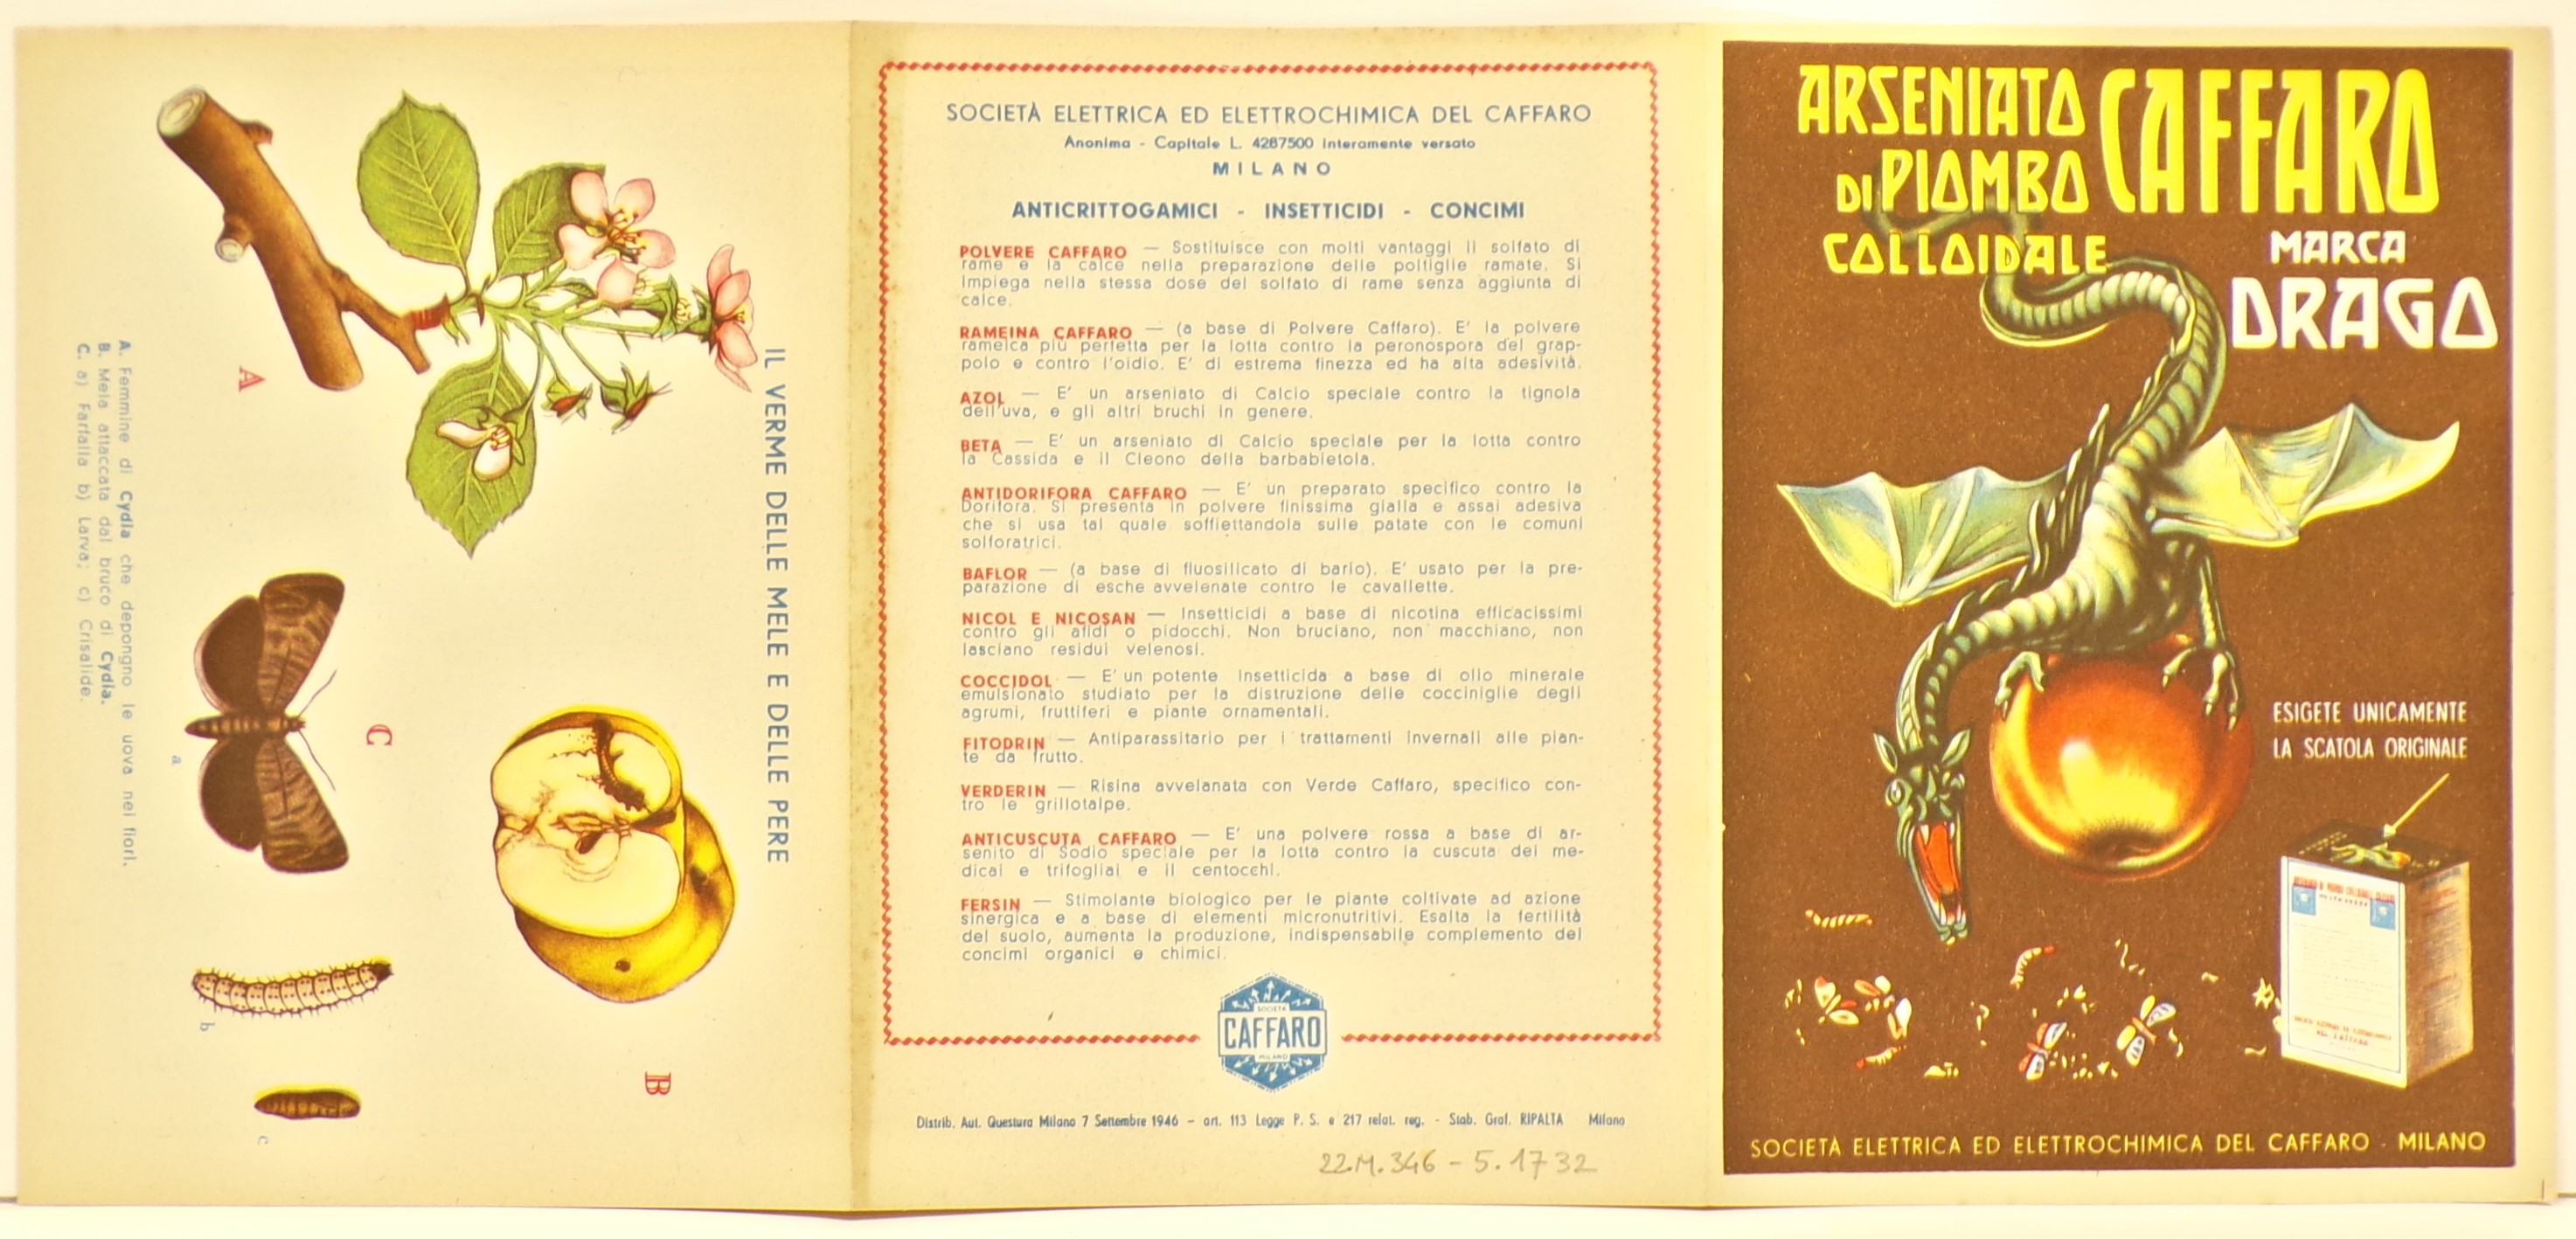 IL VERME DELLE MELE E DELLE PERE
A
B
C
a
b
c
A. Femmine di Cydia che depongno le uova nei fiori.
B. Mela attaccata dal bruco di Cydia.
C. a) Farfalla b) Larva; c) Crisalide.
SOCIETÀ ELETTRICA ED ELETTROCHIMICA DEL CAFFARO
Anonima - Capitale L. 4287500 interamente versato
MILANO
ANTICRITTOGAMICI - INSETTICIDI - CONCIMI
POLVERE CAFFARO — Sostituisce con molti vantaggi il solfato di
rame e la calce nella preparazione delle poltiglie ramate. Si
impiega nella stessa dose del solfato di rame senza aggiunta di
calce.
RAMEINA CAFFARO — (a base di Polvere Caffaro). E' la polvere
rameica più perfetta per la lotta contro la peronospora del grap-
polo e contro l'oidio. E' di estrema finezza ed ha alta adesività.
AZOL — E' un arseniato di Calcio speciale contro la tignola
dell'uva, e gli altri bruchi in genere.
BETA — E' un arseniato di Calcio speciale per la lotta contro
la Cassida e il Cleono della barbabietola.
ANTIDORIFORA CAFFARO — E' un preparato specifico contro la
Dorifora. Si presenta in polvere finissima gialla e assai adesiva
che si usa tal quale soffiettandola sulle patate con le comuni
solforatrici.
BAFLOR — (a base di fluosilicato di bario). E' usato per la pre-
parazione di esche avvelenate contro le cavallette.
NICOL E NICOSAN — Insetticidi a base di nicotina efficacissimi
contro gli afidi o pidocchi. Non bruciano, non macchiano, non
lasciano residui velenosi.
COCCIDOL — E' un potente insetticida a base di olio minerale
emulsionato studiato per la distruzione delle cocciniglie degli
agrumi, fruttiferi e piante ornamentali.
FITODRIN — Antiparassitario per i trattamenti invernali alle pian-
te da frutto.
VERDERIN — Risina avvelanata con Verde Caffaro, specifico con-
tro le grillotalpe.
ANTICUSCUTA CAFFARO — E' una polvere rossa a base di ar-
senito di Sodio speciale per la lotta contro la cuscuta dei me-
dicai e trifogliai e il centocchi.
FERSIN — Stimolante biologico per le piante coltivate ad azione
sinergica e a base di elementi micronutritivi. Esalta la fertilità
del suolo, aumenta la produzione, indispensabile complemento dei
concimi organici e chimici.
SOCIETÀ
CAFFARO
MILANO
Distrib. Aut. Questura Milano 7 Settembre 1946 - art. 113 Legge P. S. e 217 relat. reg. - Stab. Graf. RIPALTA Milano
22.M.346 - 5.1732
ARSENIATO
DI PIOMBO
COLLOIDALE
CAFFARO
MARCA
DRAGO
ESIGETE UNICAMENTE
LA SCATOLA ORIGINALE
SOCIETÀ ELETTRICA ED ELETTROCHIMICA DEL CAFFARO - MILANO